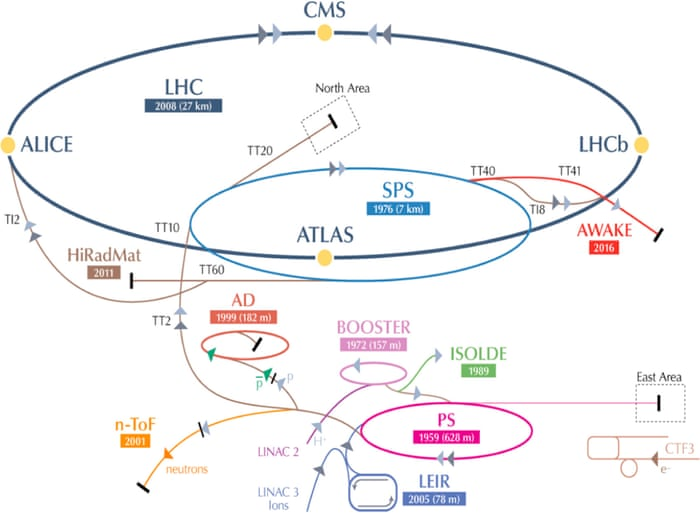 CMS
LHC
2008 (27 km)
North Area
ALICE
LHCb
TT20
TT40
TT41
SPS
1976 (7 km)
TI8
TI2
TT10
ATLAS
AWAKE
2016
HiRadMat
2011
TT60
AD
1999 (182 m)
TT2
BOOSTER
1972 (157 m)
ISOLDE
1989
p̅
p
East Area
n-ToF
2001
PS
1959 (628 m)
H-
LINAC 2
neutrons
CTF3
e-
LEIR
2005 (78 m)
LINAC 3
Ions